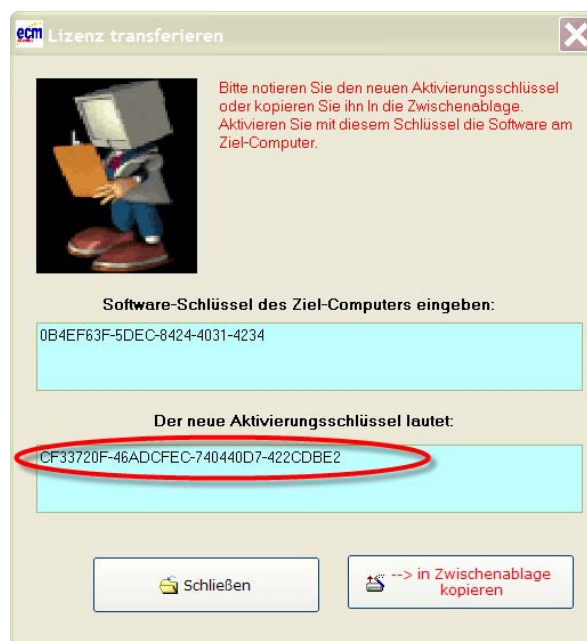 ecm Lizenz transferieren
Bitte notieren Sie den neuen Aktivierungsschlüssel
oder kopieren Sie ihn In die Zwischenablage.
Aktivieren Sie mit diesem Schlüssel die Software am
Ziel-Computer.
Software-Schlüssel des Ziel-Computers eingeben:
0B4EF63F-5DEC-8424-4031-4234
Der neue Aktivierungsschlüssel lautet:
CF33720F-46ADCFEC-740440D7-422CDBE2
Schließen
--> in Zwischenablage
kopieren